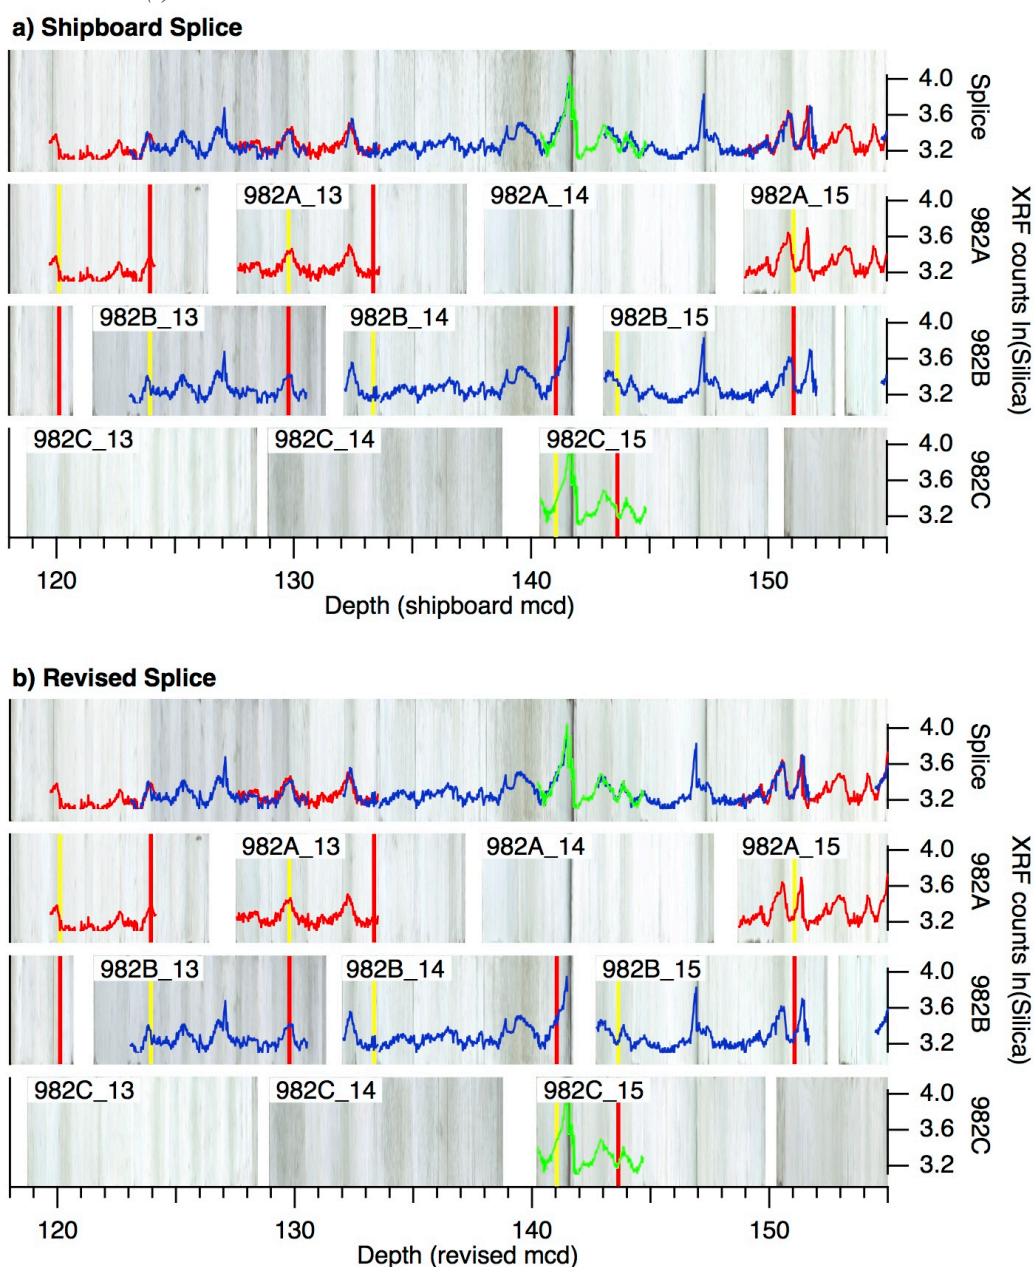 a) Shipboard Splice
4.0
3.6
3.2
Splice
982A_13
982A_14
982A_15
4.0
3.6
3.2
982A
XRF counts ln(Silica)
982B_13
982B_14
982B_15
4.0
3.6
3.2
982B
982C_13
982C_14
982C_15
4.0
3.6
3.2
982C
120
130
140
150
Depth (shipboard mcd)
b) Revised Splice
4.0
3.6
3.2
Splice
982A_13
982A_14
982A_15
4.0
3.6
3.2
982A
XRF counts ln(Silica)
982B_13
982B_14
982B_15
4.0
3.6
3.2
982B
982C_13
982C_14
982C_15
4.0
3.6
3.2
982C
120
130
140
150
Depth (revised mcd)